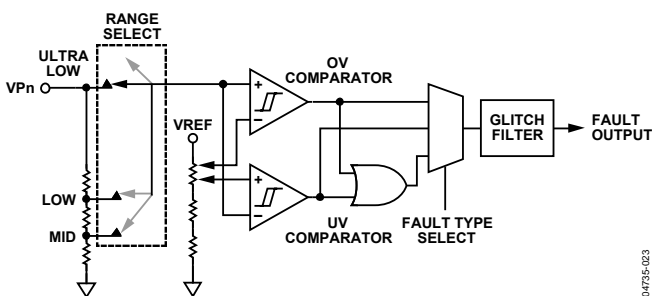 RANGE
SELECT
ULTRA
LOW
VPn
LOW
MID
VREF
OV
COMPARATOR
+
−
+
−
UV
COMPARATOR
FAULT TYPE
SELECT
GLITCH
FILTER
FAULT
OUTPUT
04735-023